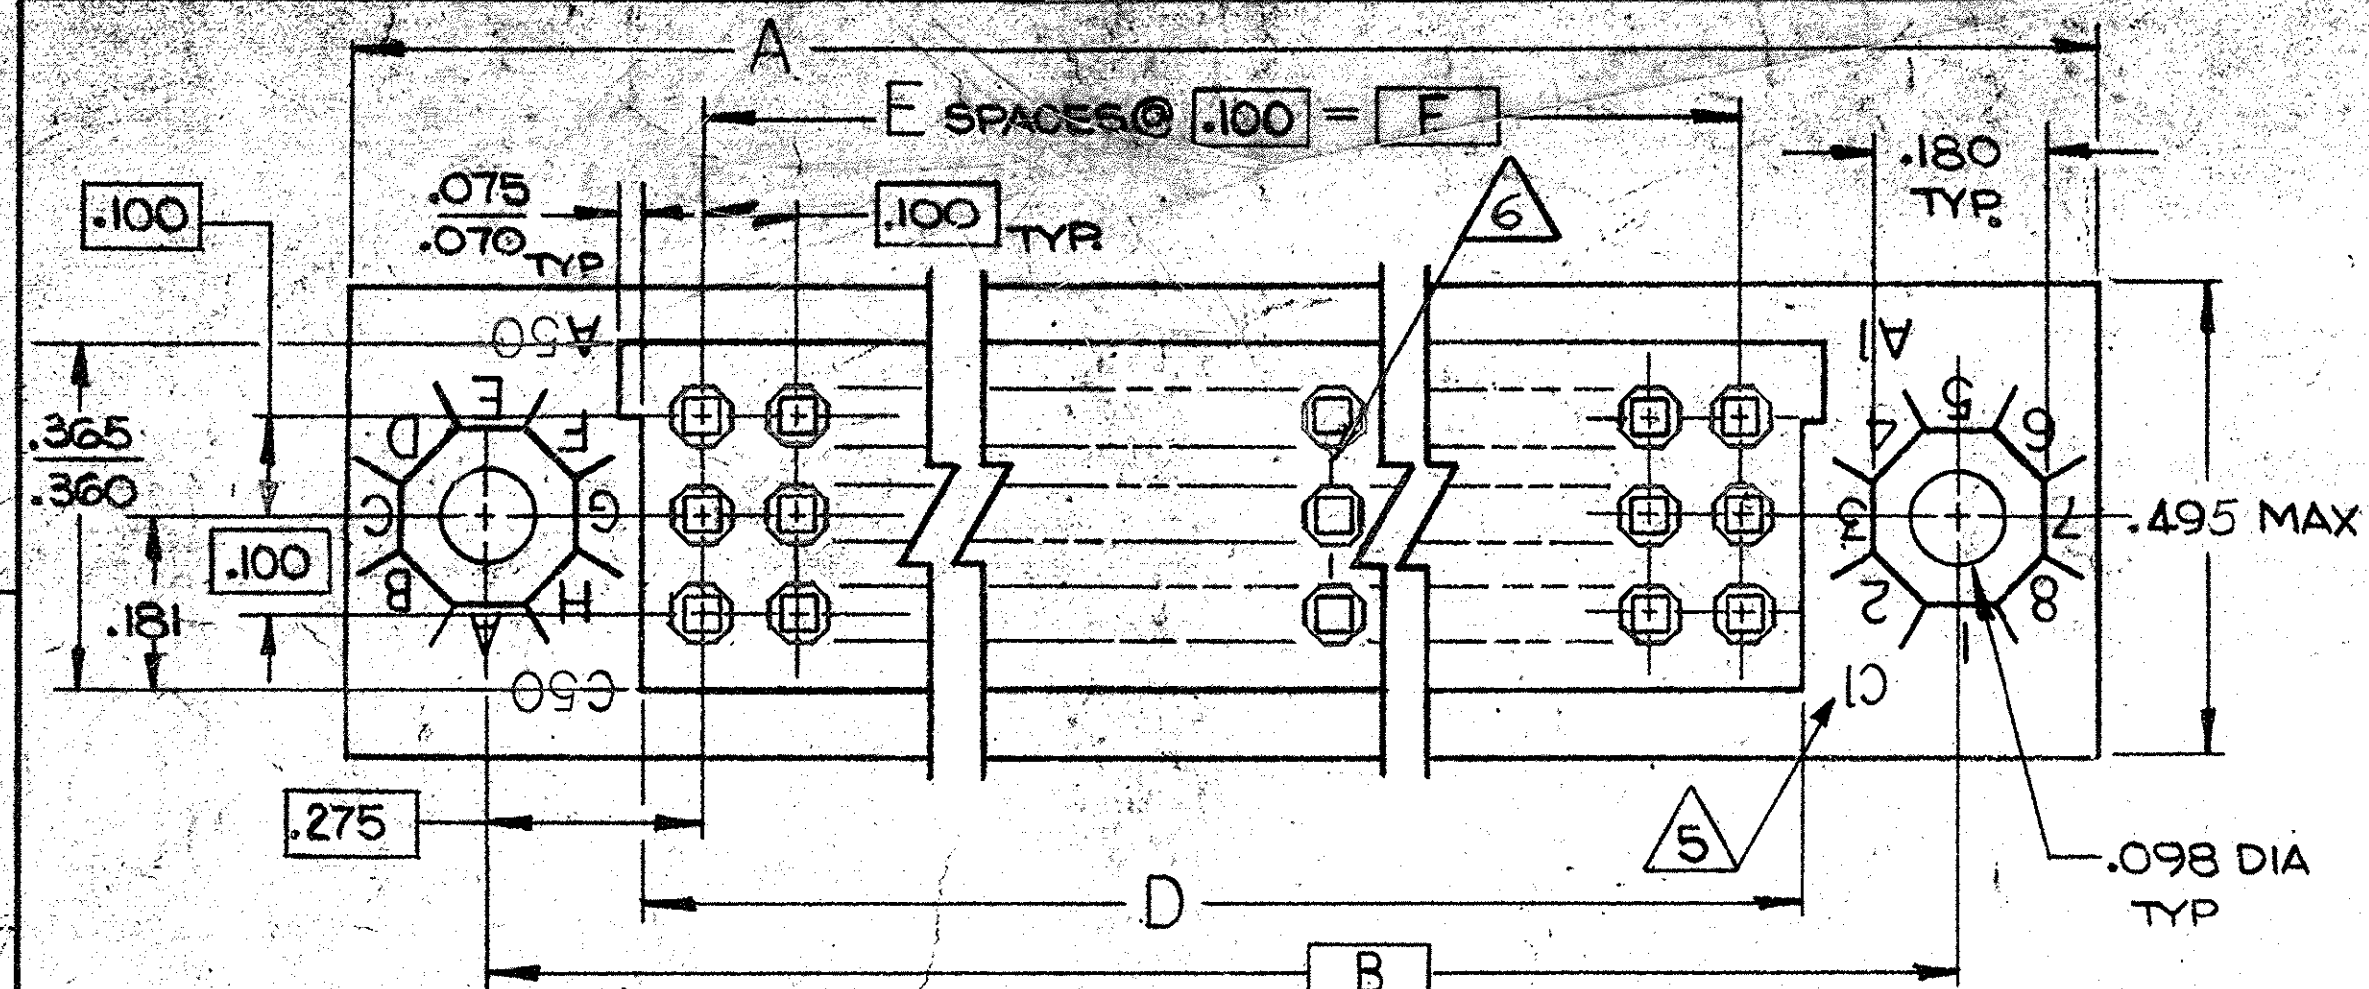 A
E SPACES @ .100 = F
.180
TYP.
.075
.070 TYP
.100
.100 TYP.
6
A50
A1
.365
.360
E
D
F
C
G
B
H
A
5
4
6
3
7
2
8
1
.495 MAX
.100
.181
C50
C1
.275
5
.098 DIA
TYP
D
B